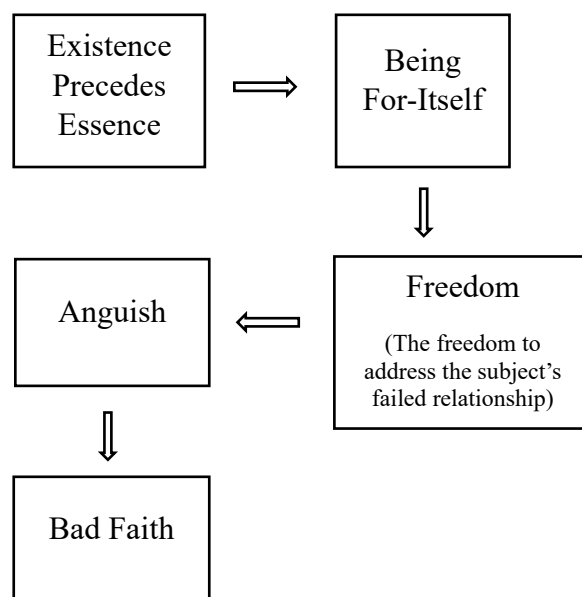 Existence
Precedes
Essence
Being
For-Itself
Freedom
(The freedom to
address the subject’s
failed relationship)
Anguish
Bad Faith